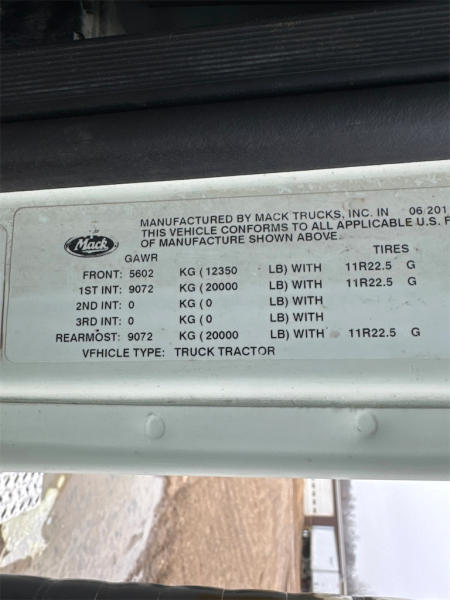 MANUFACTURED BY MACK TRUCKS, INC. IN 06 201
THIS VEHICLE CONFORMS TO ALL APPLICABLE U.S. F
OF MANUFACTURE SHOWN ABOVE.
Mack
GAWR TIRES
FRONT: 5602 KG ( 12350 LB) WITH 11R22.5 G
1ST INT: 9072 KG ( 20000 LB) WITH 11R22.5 G
2ND INT: 0 KG ( 0 LB) WITH
3RD INT: 0 KG ( 0 LB) WITH
REARMOST: 9072 KG ( 20000 LB) WITH 11R22.5 G
VEHICLE TYPE: TRUCK TRACTOR